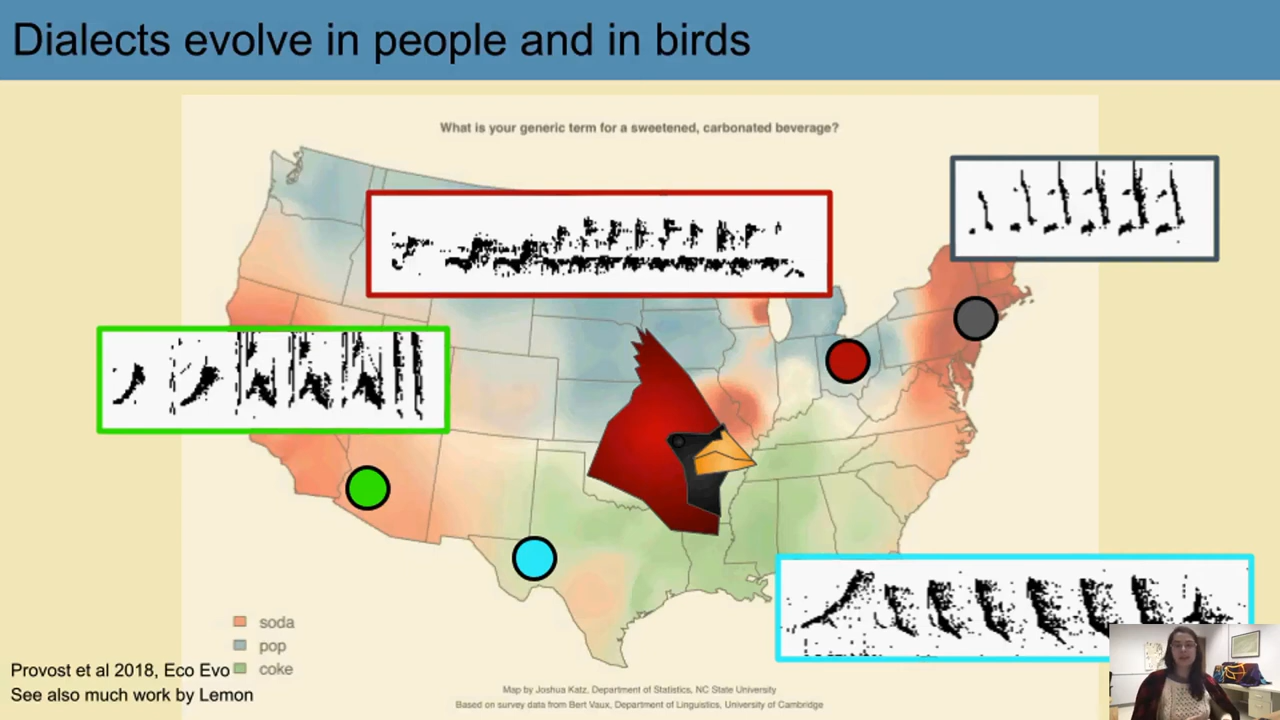 Dialects evolve in people and in birds
What is your generic term for a sweetened, carbonated beverage?
soda
pop
coke
Provost et al 2018, Eco Evo
See also much work by Lemon
Map by Joshua Katz, Department of Statistics, NC State University
Based on survey data from Bert Vaux, Department of Linguistics, University of Cambridge